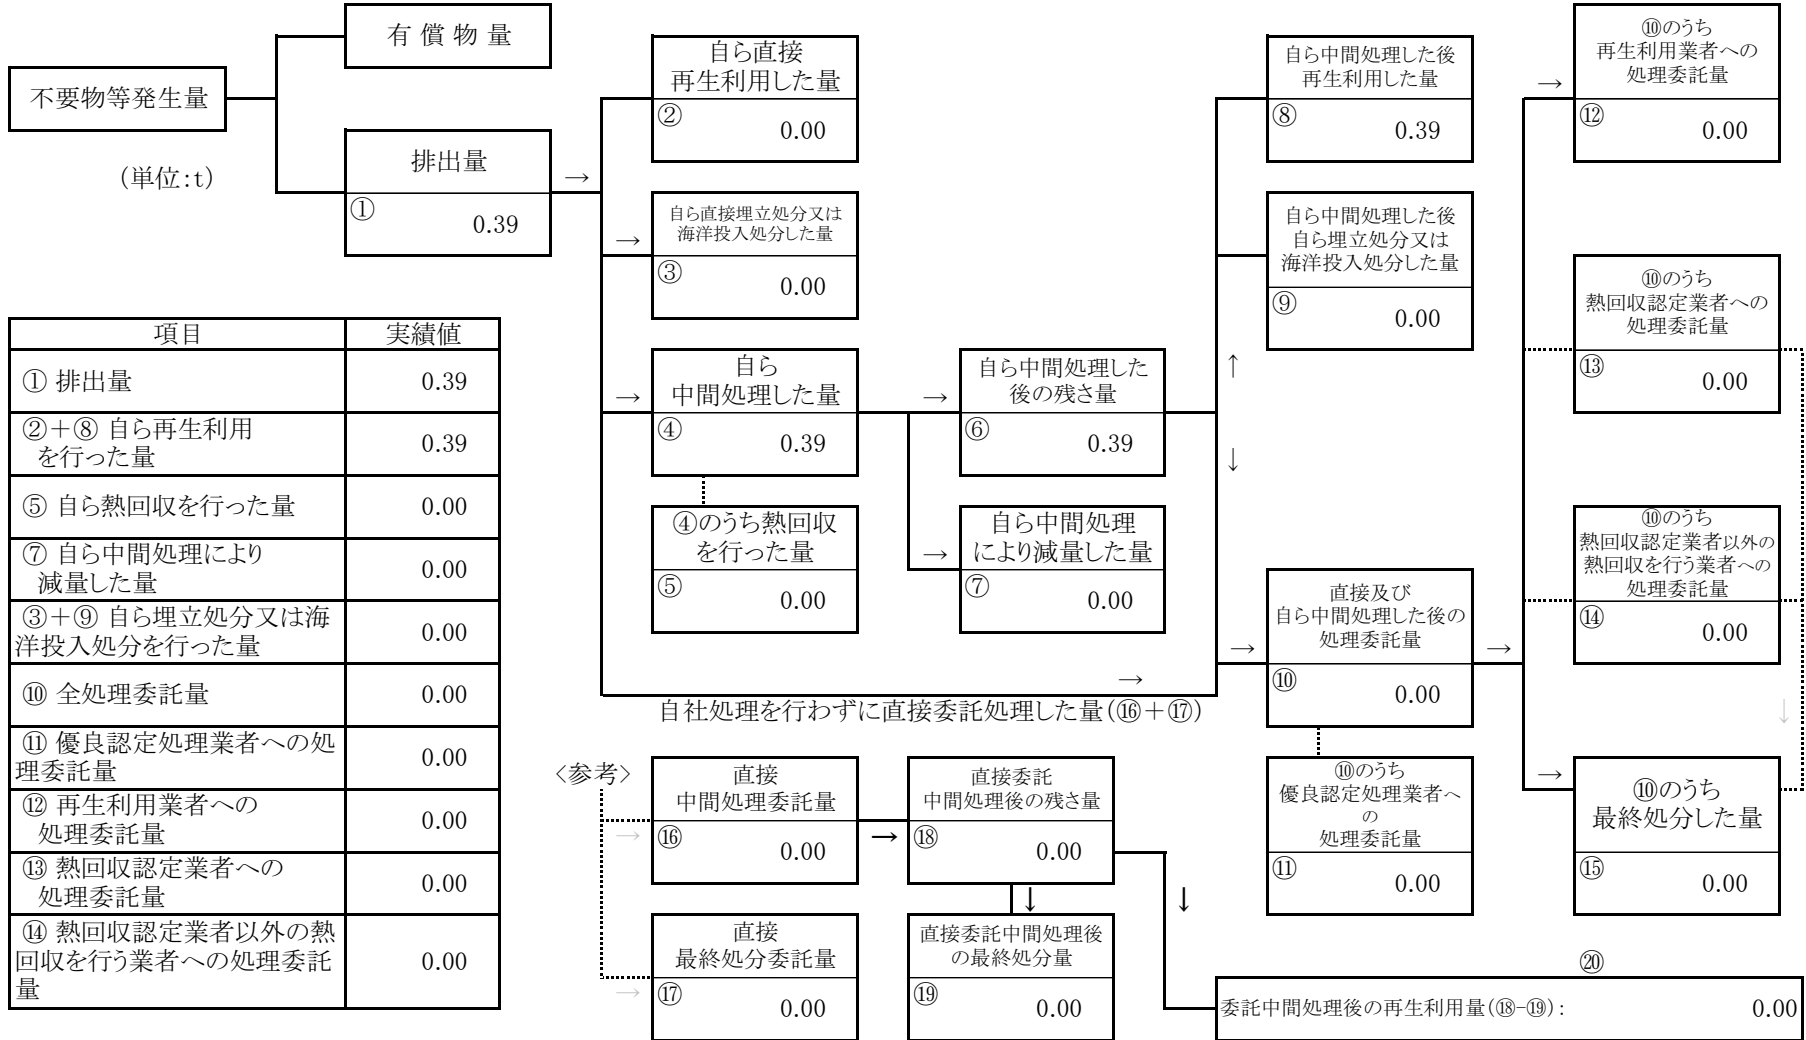 有 償 物 量
不要物等発生量
（単位:t）
排出量
①
0.39
→
自ら直接
再生利用した量
②
0.00
→
自ら直接埋立処分又は
海洋投入処分した量
③
0.00
→
自ら
中間処理した量
④
0.39
④のうち熱回収
を行った量
⑤
0.00
→
自ら中間処理した
後の残さ量
⑥
0.39
→
自ら中間処理
により減量した量
⑦
0.00
↑
↓
自ら中間処理した後
再生利用した量
⑧
0.39
自ら中間処理した後
自ら埋立処分又は
海洋投入処分した量
⑨
0.00
→
直接及び
自ら中間処理した後の
処理委託量
⑩
0.00
→
⑩のうち
優良認定処理業者へ
の
処理委託量
⑪
0.00
→
⑩のうち
再生利用業者への
処理委託量
⑫
0.00
⑩のうち
熱回収認定業者への
処理委託量
⑬
0.00
⑩のうち
熱回収認定業者以外の
熱回収を行う業者への
処理委託量
⑭
0.00
↓
→
⑩のうち
最終処分した量
⑮
0.00
→
自社処理を行わずに直接委託処理した量（⑯＋⑰）
〈参考〉
→
直接
中間処理委託量
⑯
0.00
→
直接委託
中間処理後の残さ量
⑱
0.00
↓
↓
→
直接
最終処分委託量
⑰
0.00
直接委託中間処理後
の最終処分量
⑲
0.00
⑳
委託中間処理後の再生利用量（⑱-⑲）： 0.00
項目 実績値
① 排出量 0.39
②＋⑧ 自ら再生利用
を行った量 0.39
⑤ 自ら熱回収を行った量 0.00
⑦ 自ら中間処理により
減量した量 0.00
③＋⑨ 自ら埋立処分又は海
洋投入処分を行った量 0.00
⑩ 全処理委託量 0.00
⑪ 優良認定処理業者への処
理委託量 0.00
⑫ 再生利用業者への
処理委託量 0.00
⑬ 熱回収認定業者への
処理委託量 0.00
⑭ 熱回収認定業者以外の熱
回収を行う業者への処理委託
量 0.00